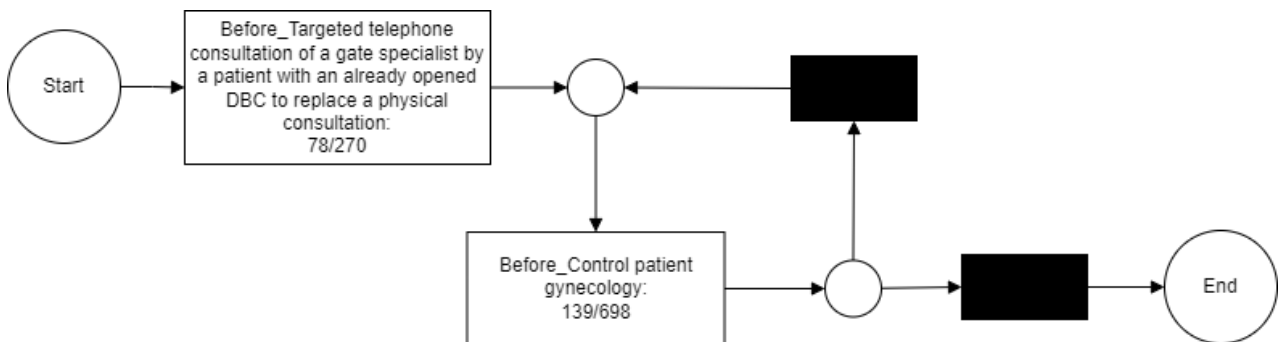 Start
Before_Targeted telephone
consultation of a gate specialist by
a patient with an already opened
DBC to replace a physical
consultation:
78/270
Before_Control patient
gynecology:
139/698
End